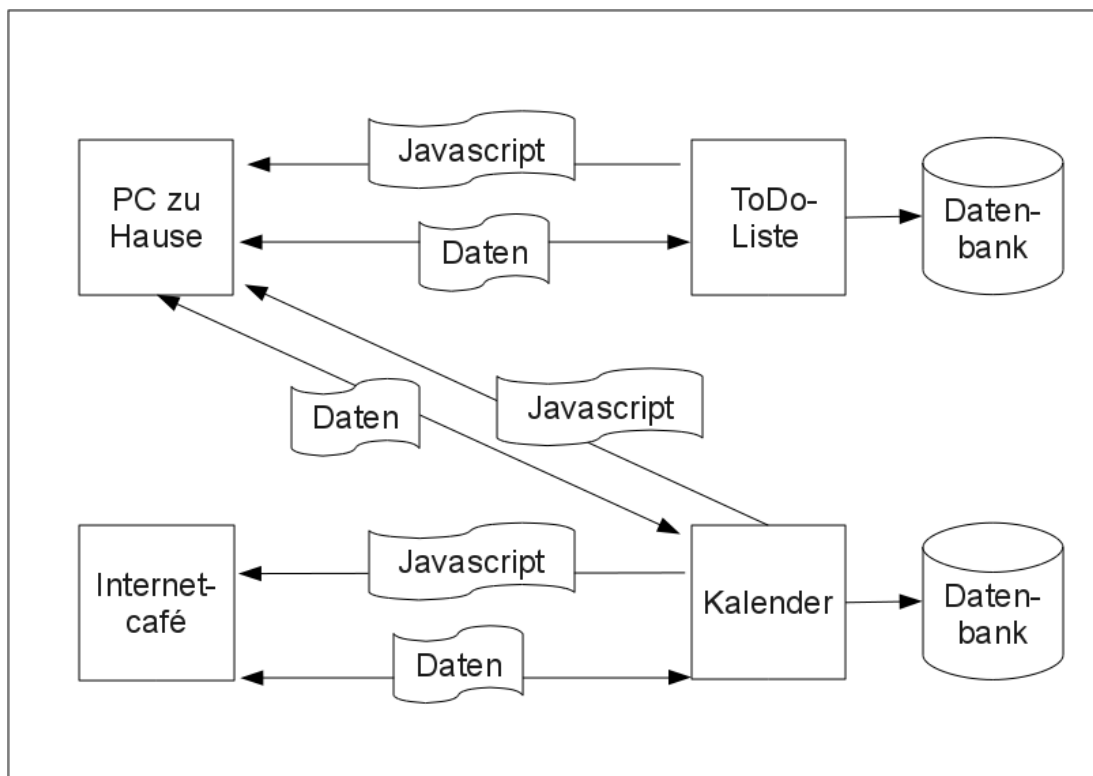 Javascript
PC zu
Hause
ToDo-
Liste
Daten-
bank
Daten
Javascript
Daten
Javascript
Internet-
café
Kalender
Daten-
bank
Daten